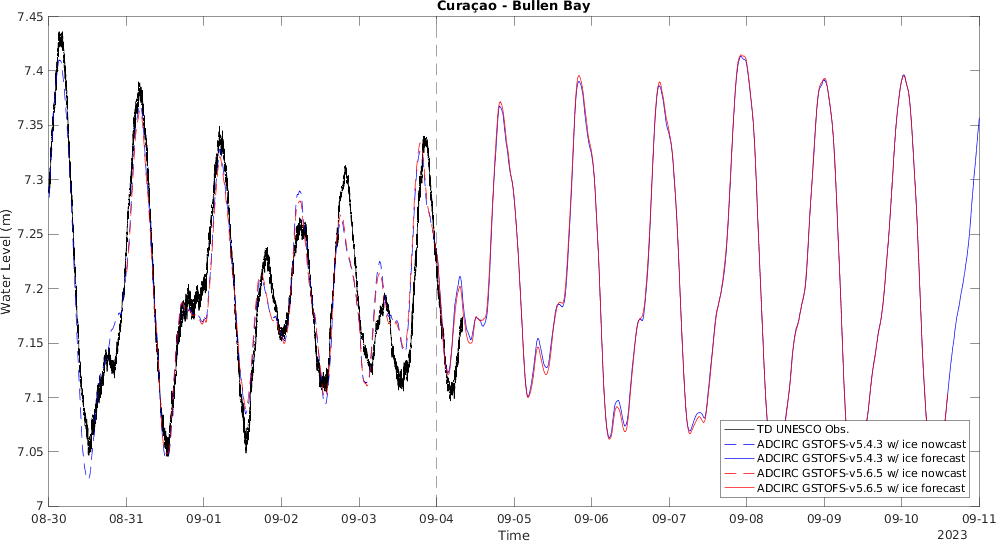 Curaçao - Bullen Bay
7.45
7.4
7.35
7.3
7.25
7.2
7.15
7.1
7.05
7
Water Level (m)
TD UNESCO Obs.
ADCIRC GSTOFS-v5.4.3 w/ ice nowcast
ADCIRC GSTOFS-v5.4.3 w/ ice forecast
ADCIRC GSTOFS-v5.6.5 w/ ice nowcast
ADCIRC GSTOFS-v5.6.5 w/ ice forecast
08-30 08-31 09-01 09-02 09-03 09-04 09-05 09-06 09-07 09-08 09-09 09-10 09-11
Time
2023